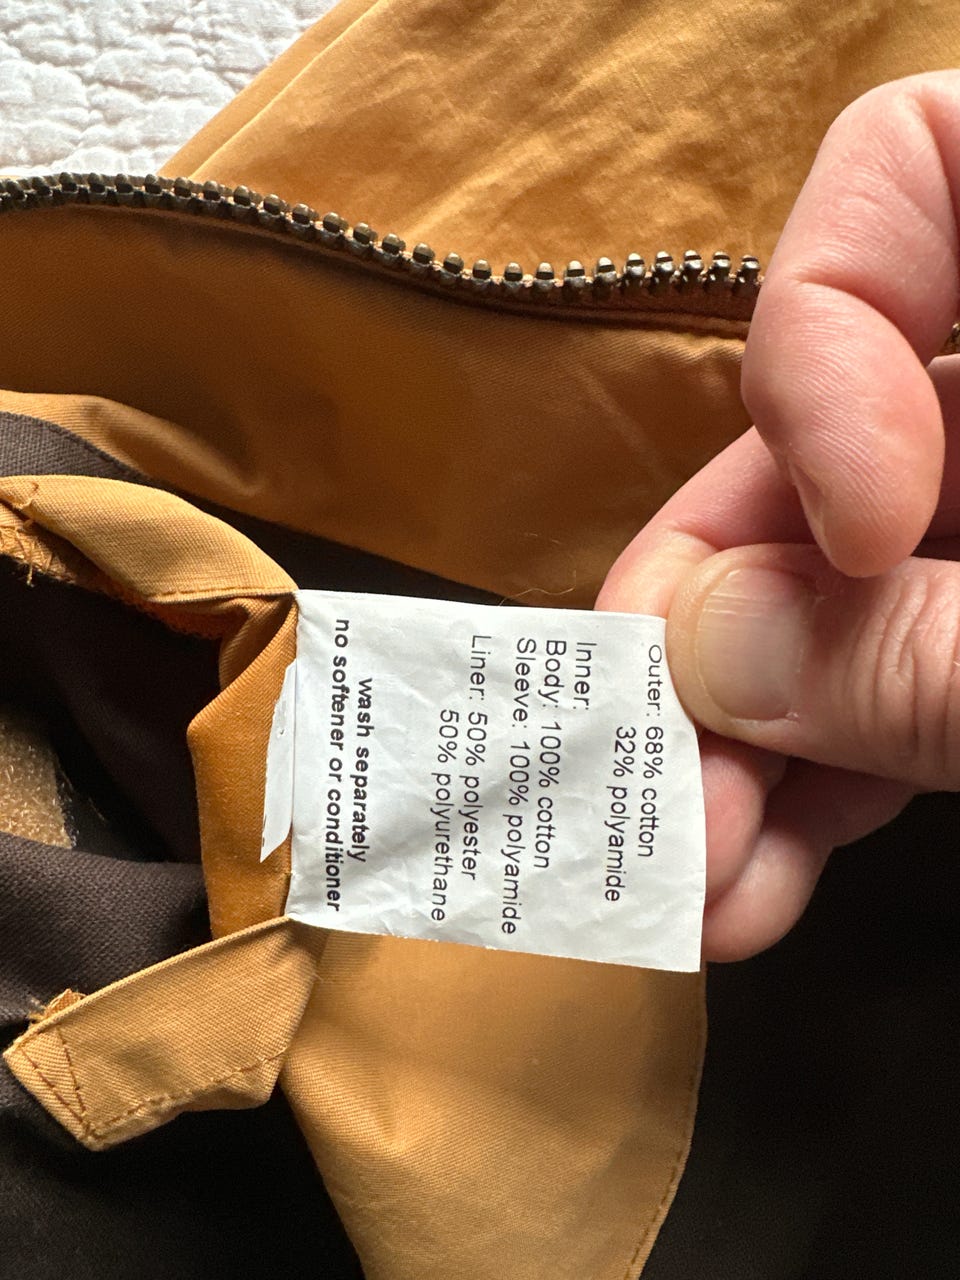 Outer: 68% cotton
32% polyamide
Inner:
Body: 100% cotton
Sleeve: 100% polyamide
Liner: 50% polyester
50% polyurethane
wash separately
no softener or conditioner